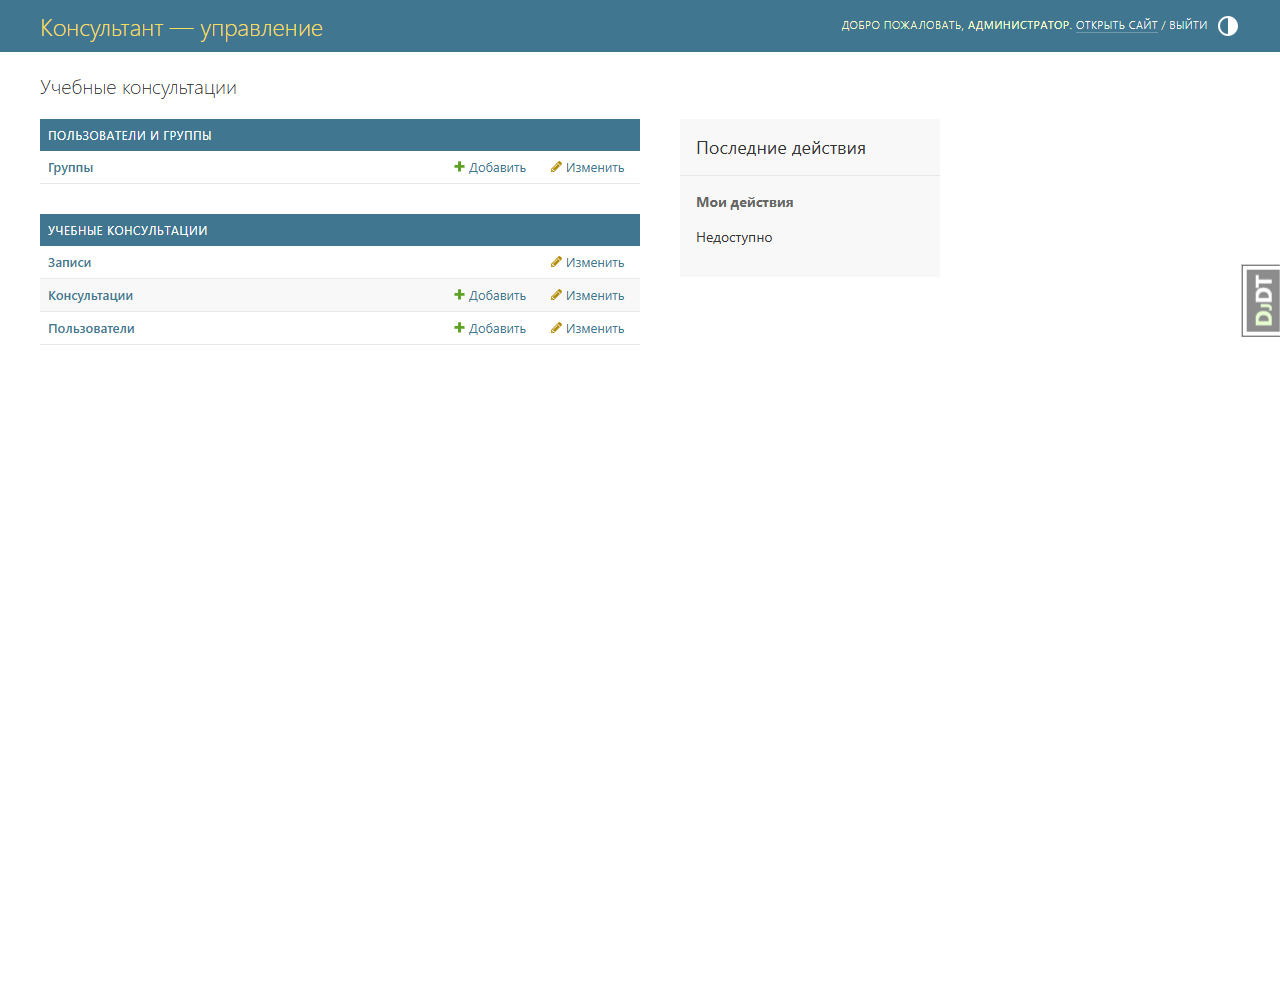 Консультант — управление
ДОБРО ПОЖАЛОВАТЬ, АДМИНИСТРАТОР. ОТКРЫТЬ САЙТ / ВЫЙТИ
Учебные консультации
ПОЛЬЗОВАТЕЛИ И ГРУППЫ
Группы Добавить Изменить
УЧЕБНЫЕ КОНСУЛЬТАЦИИ
Записи Изменить
Консультации Добавить Изменить
Пользователи Добавить Изменить
Последние действия
Мои действия
Недоступно
DJDT